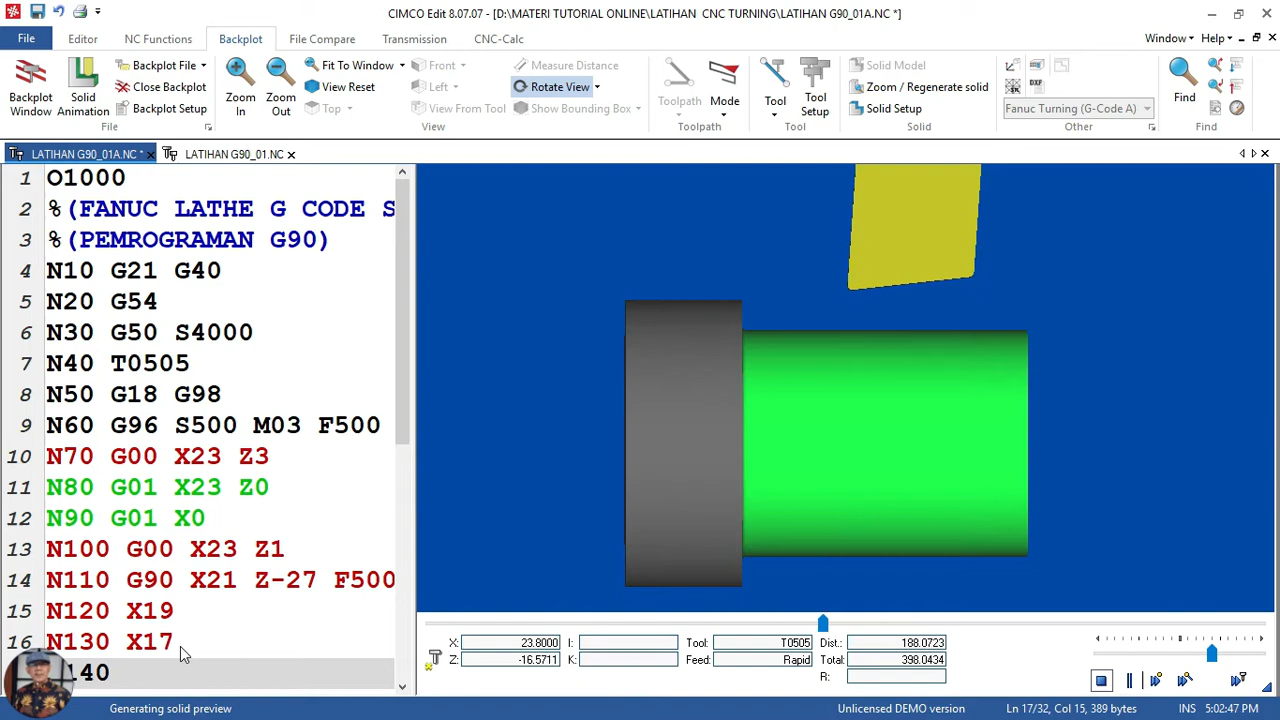 CIMCO Edit 8.07.07 - [D:\MATERI TUTORIAL ONLINE\LATIHAN  CNC TURNING\LATIHAN G90_01A.NC *]
File Editor NC Functions Backplot File Compare Transmission CNC-Calc Window Help
Backplot Window
Solid Animation
Backplot File
Close Backplot
Backplot Setup
File
Zoom In
Zoom Out
Fit To Window
View Reset
Top
Front
Left
View From Tool
View
Measure Distance
Rotate View
Show Bounding Box
Toolpath
Mode
Toolpath
Tool
Tool Setup
Tool
Solid Model
Zoom / Regenerate solid
Solid Setup
Solid
DXF
Fanuc Turning (G-Code A)
Other
Find
Find
LATIHAN G90_01A.NC * LATIHAN G90_01.NC
1 O1000
2 %(FANUC LATHE G CODE S
3 %(PEMROGRAMAN G90)
4 N10 G21 G40
5 N20 G54
6 N30 G50 S4000
7 N40 T0505
8 N50 G18 G98
9 N60 G96 S500 M03 F500
10 N70 G00 X23 Z3
11 N80 G01 X23 Z0
12 N90 G01 X0
13 N100 G00 X23 Z1
14 N110 G90 X21 Z-27 F500
15 N120 X19
16 N130 X17
140
X: 23.8000 I: Tool: T0505 Dist.: 188.0723
Z: -16.5711 K: Feed: Rapid Total: 398.0434
R:
Generating solid preview Unlicensed DEMO version Ln 17/32, Col 15, 389 bytes INS 5:02:47 PM